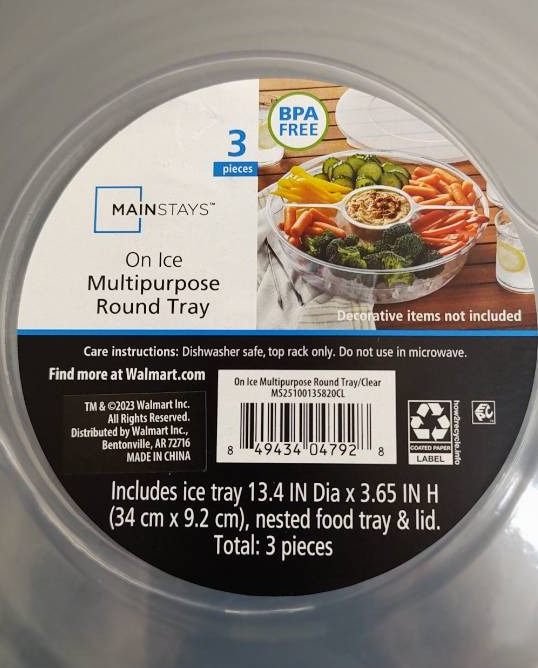 BPA
FREE
3
pieces
MAINSTAYS™
On Ice
Multipurpose
Round Tray
Decorative items not included
Care instructions: Dishwasher safe, top rack only. Do not use in microwave.
Find more at Walmart.com
TM & ©2023 Walmart Inc.
All Rights Reserved.
Distributed by Walmart Inc.,
Bentonville, AR 72716
MADE IN CHINA
On Ice Multipurpose Round Tray/Clear
MS25100135820CL
8 49434 04792 8
COATED PAPER
LABEL
how2recycle.info
Includes ice tray 13.4 IN Dia x 3.65 IN H
(34 cm x 9.2 cm), nested food tray & lid.
Total: 3 pieces